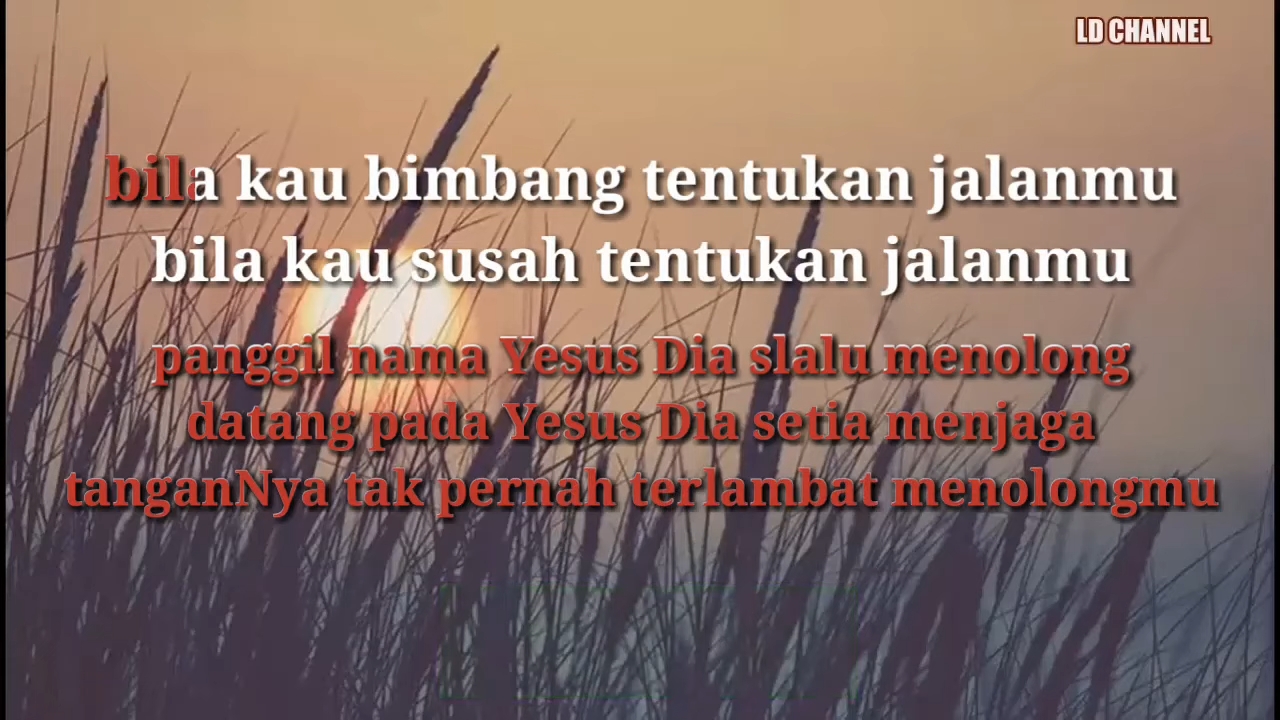 LD CHANNEL
bila kau bimbang tentukan jalanmu
bila kau susah tentukan jalanmu
panggil nama Yesus Dia slalu menolong
datang pada Yesus Dia setia menjaga
tanganNya tak pernah terlambat menolongmu